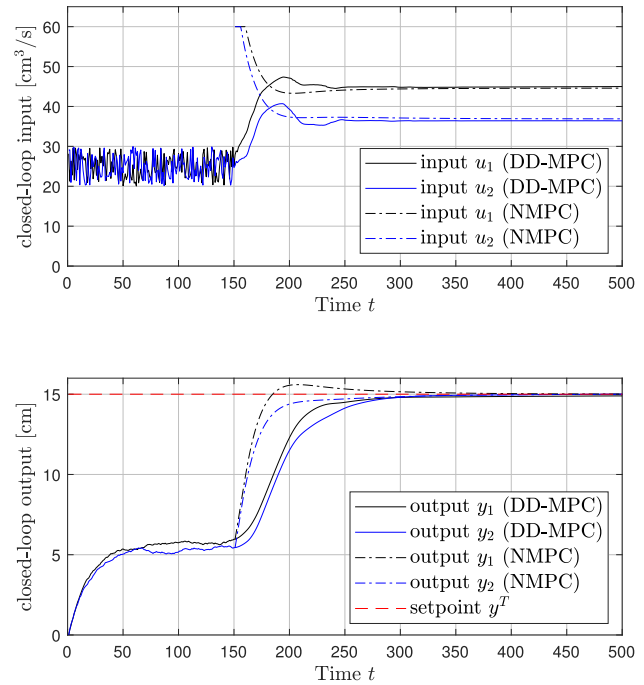 closed-loop input [cm³/s]
60
50
40
30
20
10
0
input u₁ (DD-MPC)
input u₂ (DD-MPC)
input u₁ (NMPC)
input u₂ (NMPC)
0 50 100 150 200 250 300 350 400 450 500
Time t
closed-loop output [cm]
15
10
5
0
output y₁ (DD-MPC)
output y₂ (DD-MPC)
output y₁ (NMPC)
output y₂ (NMPC)
setpoint yᵀ
0 50 100 150 200 250 300 350 400 450 500
Time t